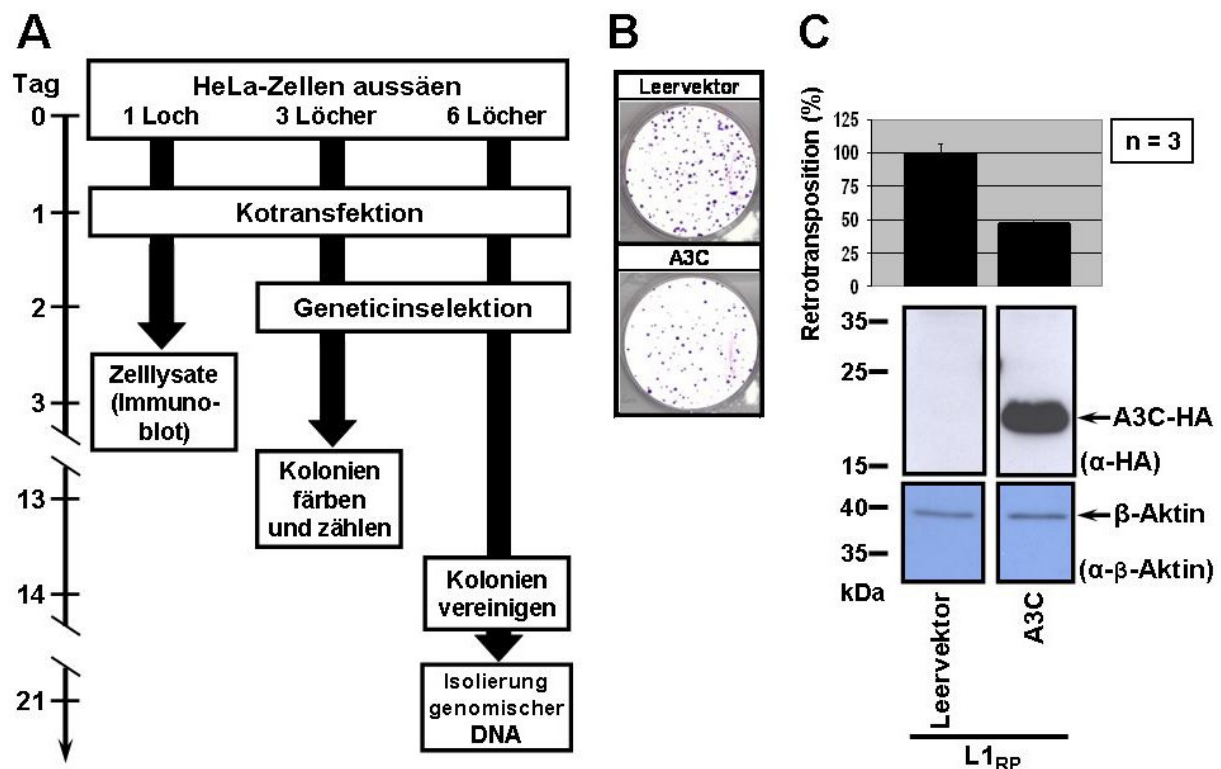 A
Tag
0
HeLa-Zellen aussäen
1 Loch 3 Löcher 6 Löcher
1
Kotransfektion
2
Geneticinselektion
3
Zelllysate
(Immuno-
blot)
13
Kolonien
färben
und zählen
14
Kolonien
vereinigen
21
Isolierung
genomischer
DNA
B
Leervektor
A3C
C
Retrotransposition (%)
125
100
75
50
25
0
n = 3
35
25
15
A3C-HA
(α-HA)
40
35
kDa
β-Aktin
(α-β-Aktin)
Leervektor
A3C
L1RP